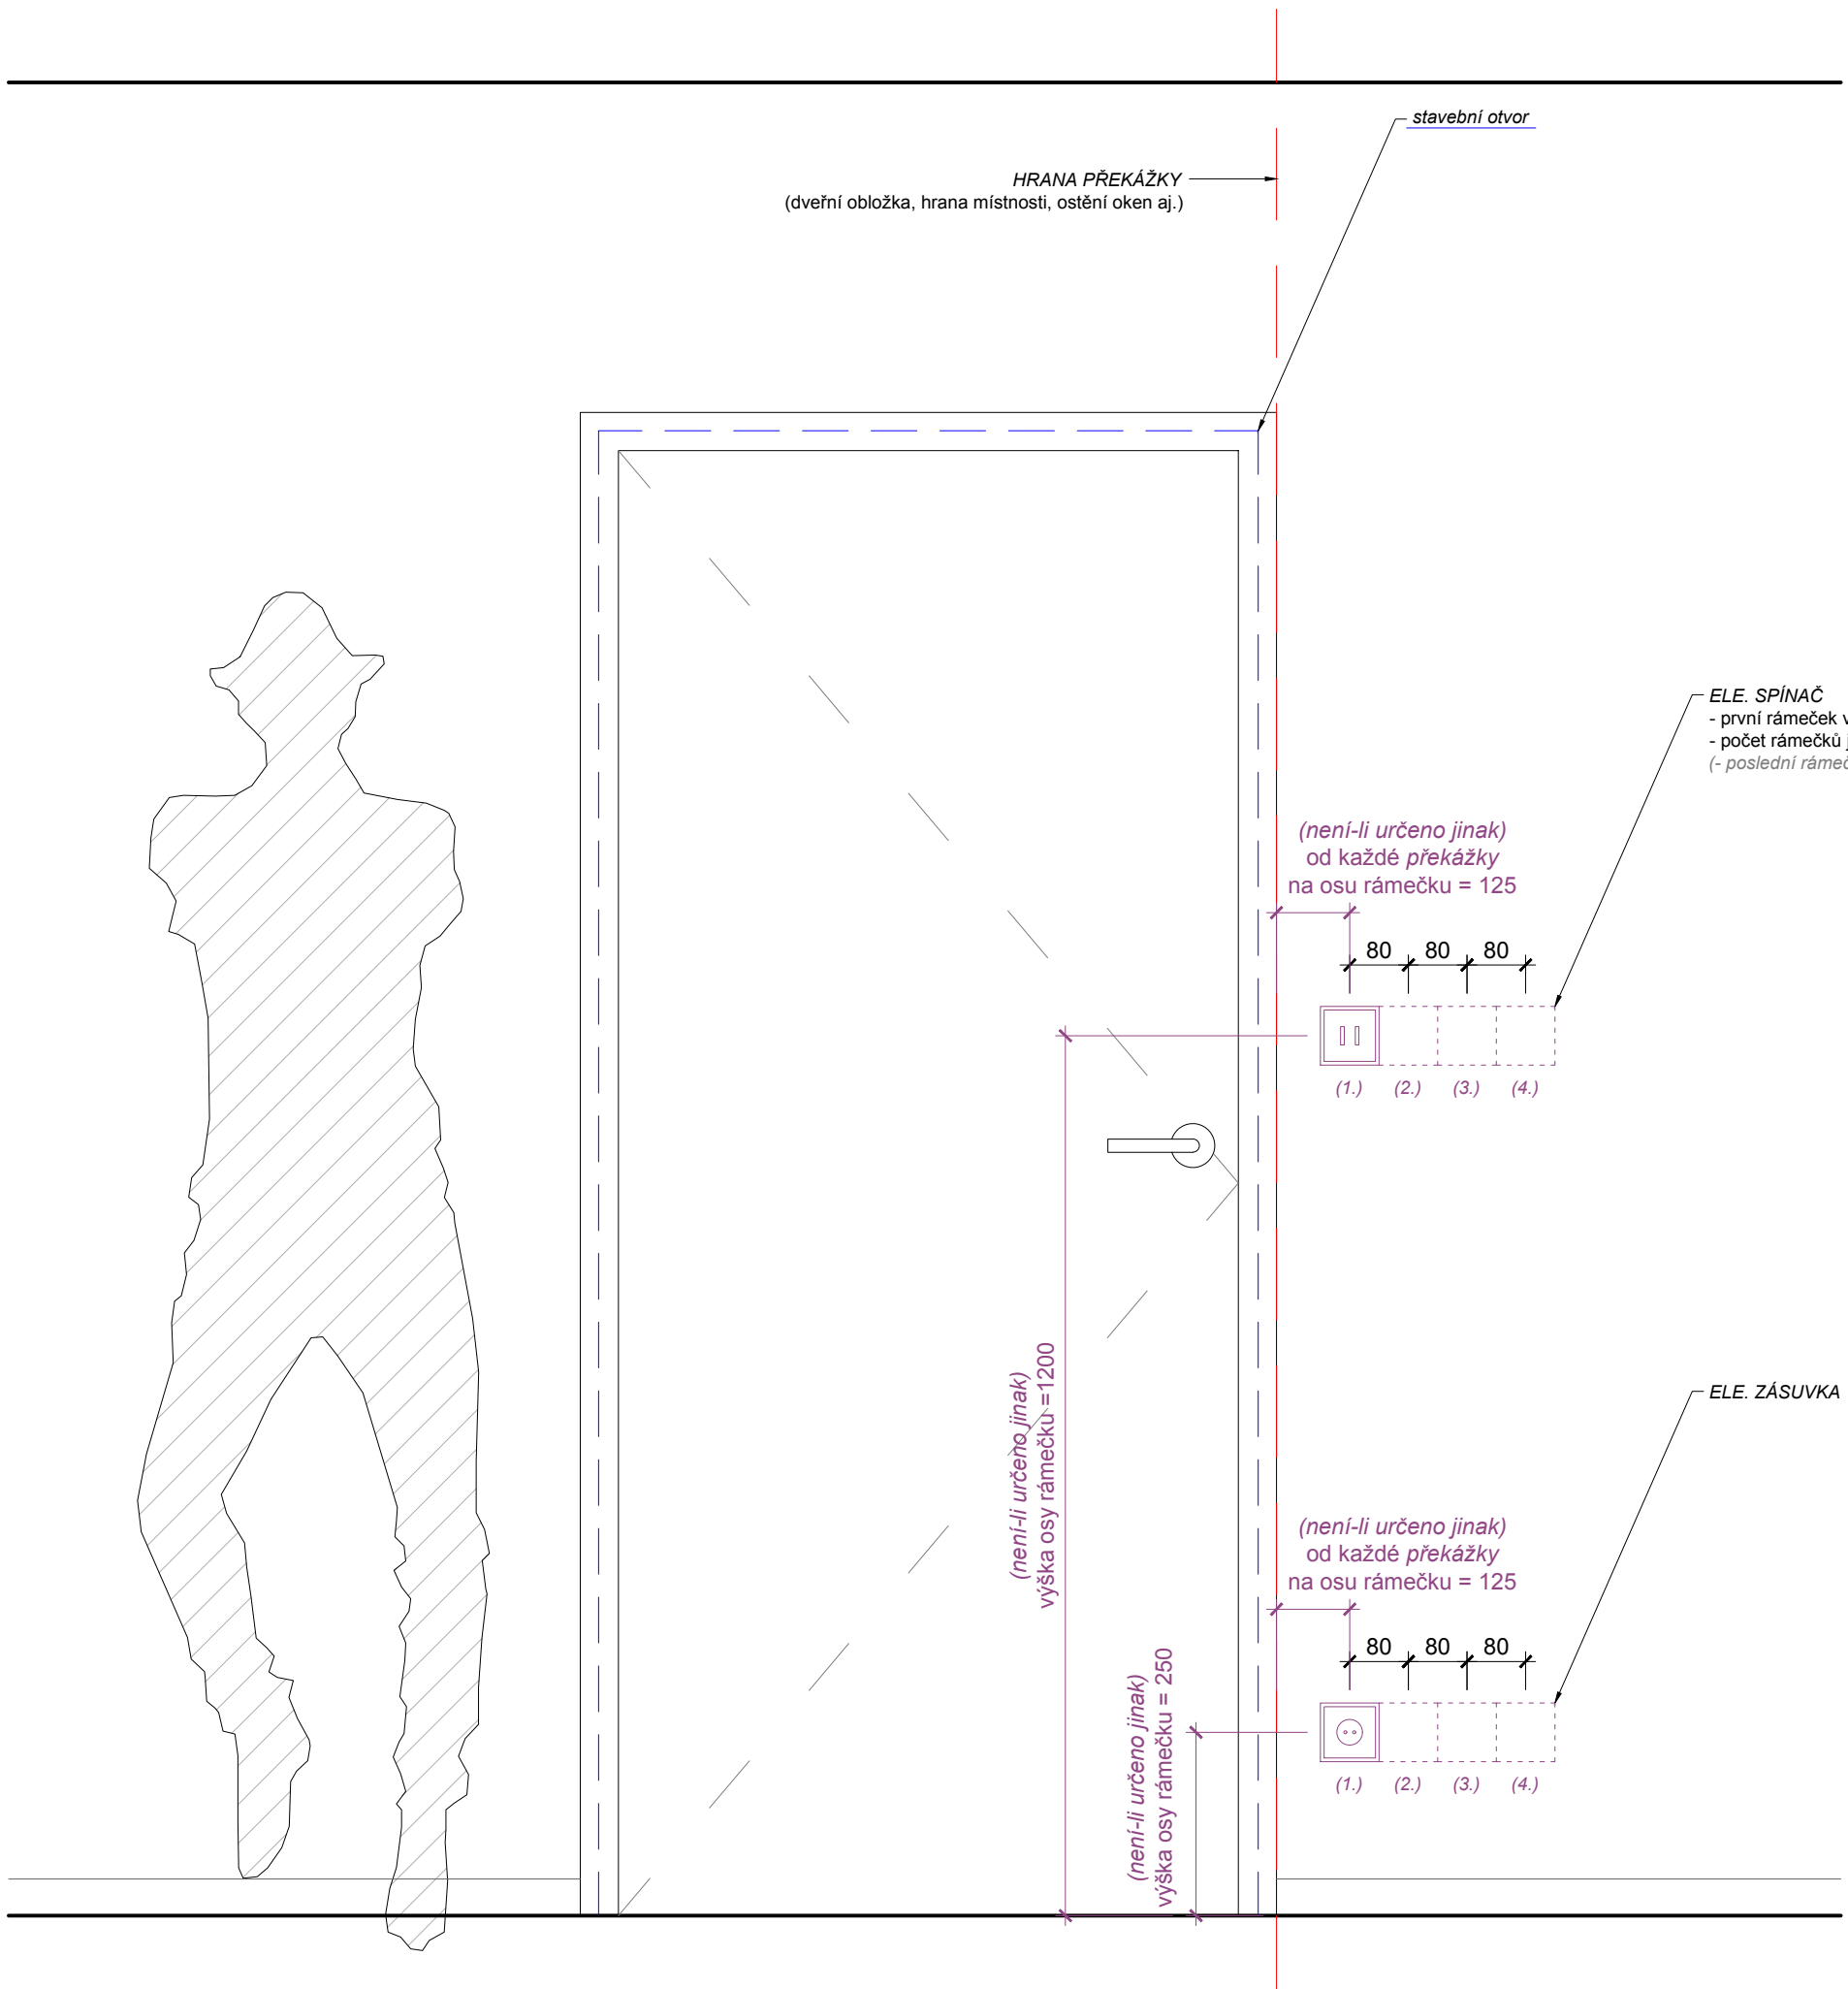 stavební otvor
HRANA PŘEKÁŽKY
(dveřní obložka, hrana místnosti, ostění oken aj.)
ELE. SPÍNAČ
- první rámeček
- počet rámečků
(- poslední
(není-li určeno jinak)
od každé překážky
na osu rámečku = 125
80 80 80
(1.) (2.) (3.) (4.)
(není-li určeno jinak)
výška osy rámečku =1200
ELE. ZÁSUVKA
(není-li určeno jinak)
od každé překážky
na osu rámečku = 125
80 80 80
(není-li určeno jinak)
výška osy rámečku = 250
(1.) (2.) (3.) (4.)